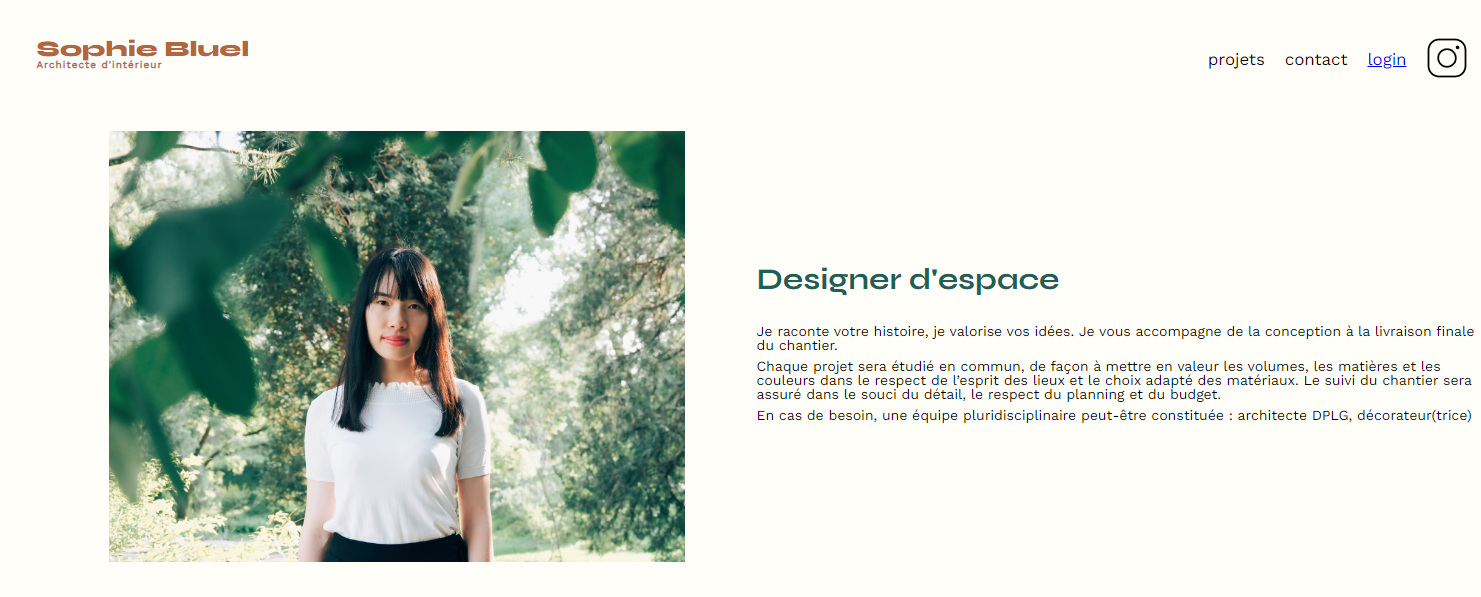 Sophie Bluel
Architecte d'intérieur
projets contact login
Designer d'espace
Je raconte votre histoire, je valorise vos idées. Je vous accompagne de la conception à la livraison finale
du chantier.
Chaque projet sera étudié en commun, de façon à mettre en valeur les volumes, les matières et les
couleurs dans le respect de l'esprit des lieux et le choix adapté des matériaux. Le suivi du chantier sera
assuré dans le souci du détail, le respect du planning et du budget.
En cas de besoin, une équipe pluridisciplinaire peut-être constituée : architecte DPLG, décorateur(trice)